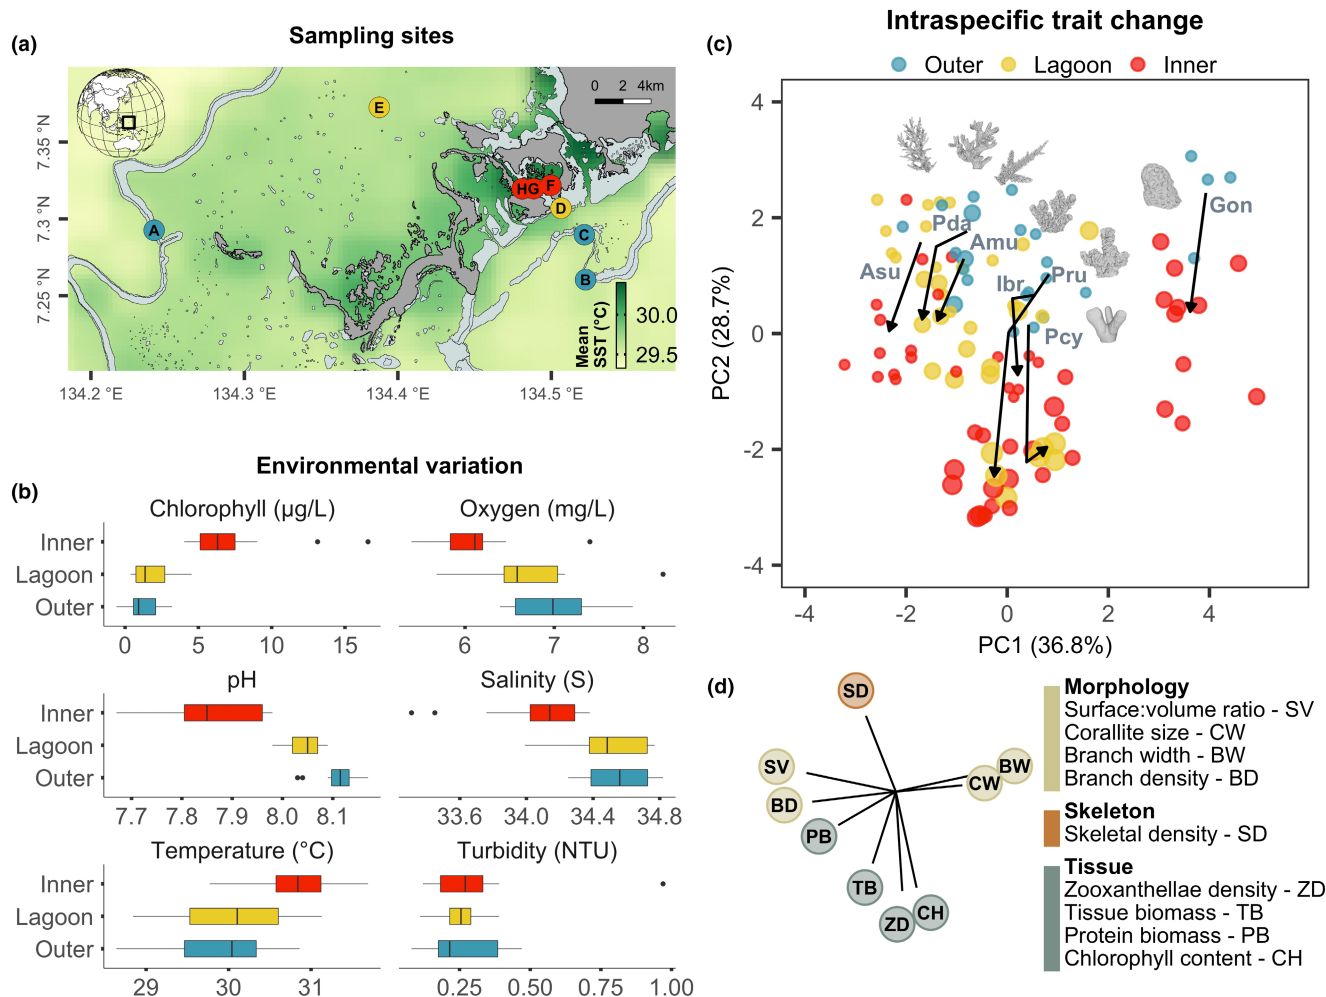 (a)
Sampling sites
E
0 2 4km
HG
F
D
A
C
B
Mean
SST (°C)
30.0
29.5
7.35 °N
7.3 °N
7.25 °N
134.2 °E
134.3 °E
134.4 °E
134.5 °E
(b)
Environmental variation
Chlorophyll (µg/L)
Inner
Lagoon
Outer
0 5 10 15
Oxygen (mg/L)
6 7 8
pH
Inner
Lagoon
Outer
7.7 7.8 7.9 8.0 8.1
Salinity (S)
33.6 34.0 34.4 34.8
Temperature (°C)
Inner
Lagoon
Outer
29 30 31
Turbidity (NTU)
0.25 0.50 0.75 1.00
(c)
Intraspecific trait change
Outer Lagoon Inner
PC2 (28.7%)
4
2
0
-2
-4
Gon
Pda
Amu
Asu
Ibr
Pru
Pcy
-4 -2 0 2 4
PC1 (36.8%)
(d)
SD
SV
BW
CW
BD
PB
TB
CH
ZD
Morphology
Surface:volume ratio - SV
Corallite size - CW
Branch width - BW
Branch density - BD
Skeleton
Skeletal density - SD
Tissue
Zooxanthellae density - ZD
Tissue biomass - TB
Protein biomass - PB
Chlorophyll content - CH